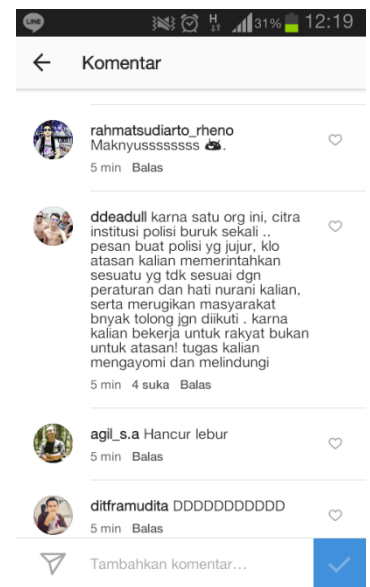 LINE
H
31%
12:19
Komentar
rahmatsudiarto_rheno
Maknyusssssssss .
5 min Balas
ddeadull karna satu org ini, citra
institusi polisi buruk sekali ..
pesan buat polisi yg jujur, klo
atasan kalian memerintahkan
sesuatu yg tdk sesuai dgn
peraturan dan hati nurani kalian,
serta merugikan masyarakat
bnyak tolong jgn diikuti . karna
kalian bekerja untuk rakyat bukan
untuk atasan! tugas kalian
mengayomi dan melindungi
5 min 4 suka Balas
agil_s.a Hancur lebur
5 min Balas
ditframudita DDDDDDDDDDD
5 min Balas
Tambahkan komentar...